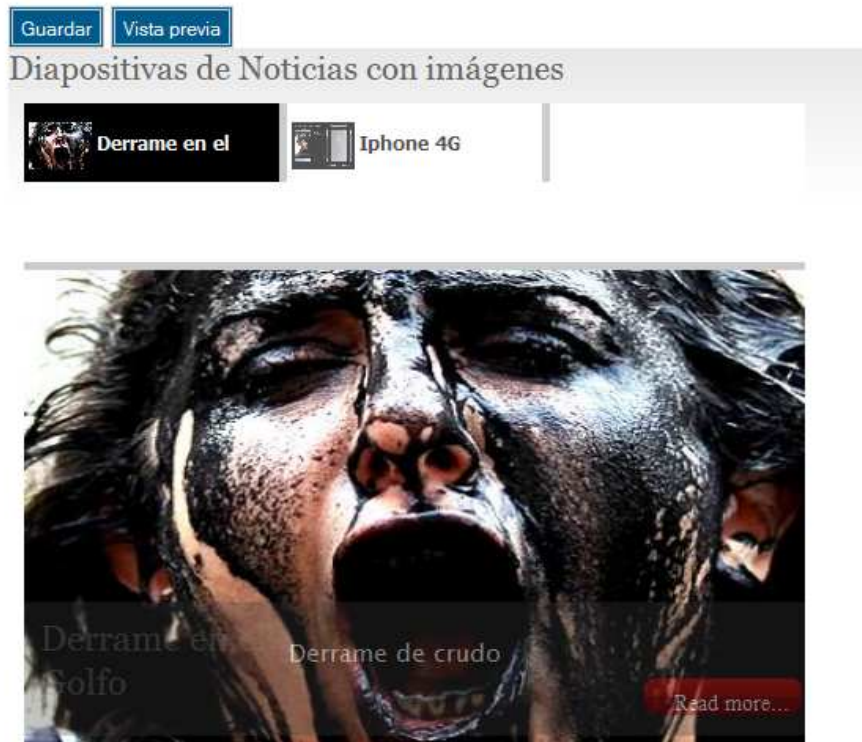 Guardar Vista previa
Diapositivas de Noticias con imágenes
Derrame en el Iphone 4G
Derrame en el
Golfo
Derrame de crudo
Read more...